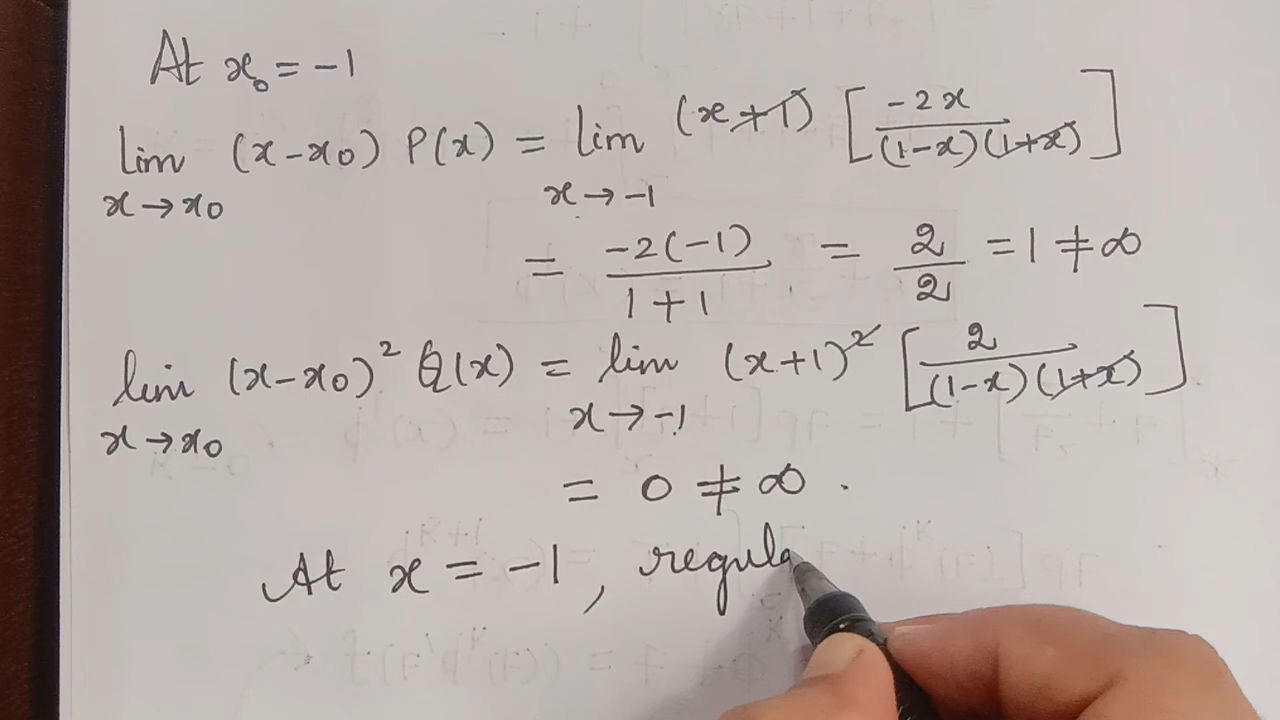 At x₀ = -1
lim (x-x₀) P(x) = lim (x+1) [-2x / (1-x)(1+x)]
x→x₀ x→-1
= -2(-1) / 1+1 = 2/2 = 1 ≠ ∞
lim (x-x₀)² Q(x) = lim (x+1)² [2 / (1-x)(1+x)]
x→x₀ x→-1
= 0 ≠ ∞ .
At x = -1, regula